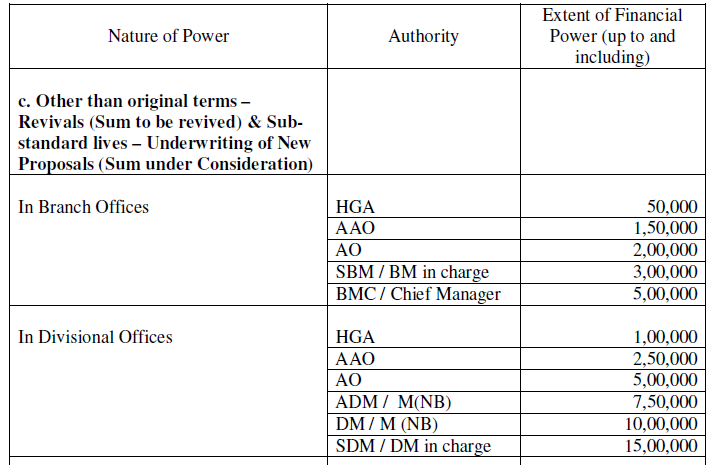 Nature of Power Authority Extent of Financial
Power (up to and
including)
c. Other than original terms –
Revivals (Sum to be revived) & Sub-
standard lives – Underwriting of New
Proposals (Sum under Consideration)
In Branch Offices HGA 50,000
AAO 1,50,000
AO 2,00,000
SBM / BM in charge 3,00,000
BMC / Chief Manager 5,00,000
In Divisional Offices HGA 1,00,000
AAO 2,50,000
AO 5,00,000
ADM / M(NB) 7,50,000
DM / M (NB) 10,00,000
SDM / DM in charge 15,00,000